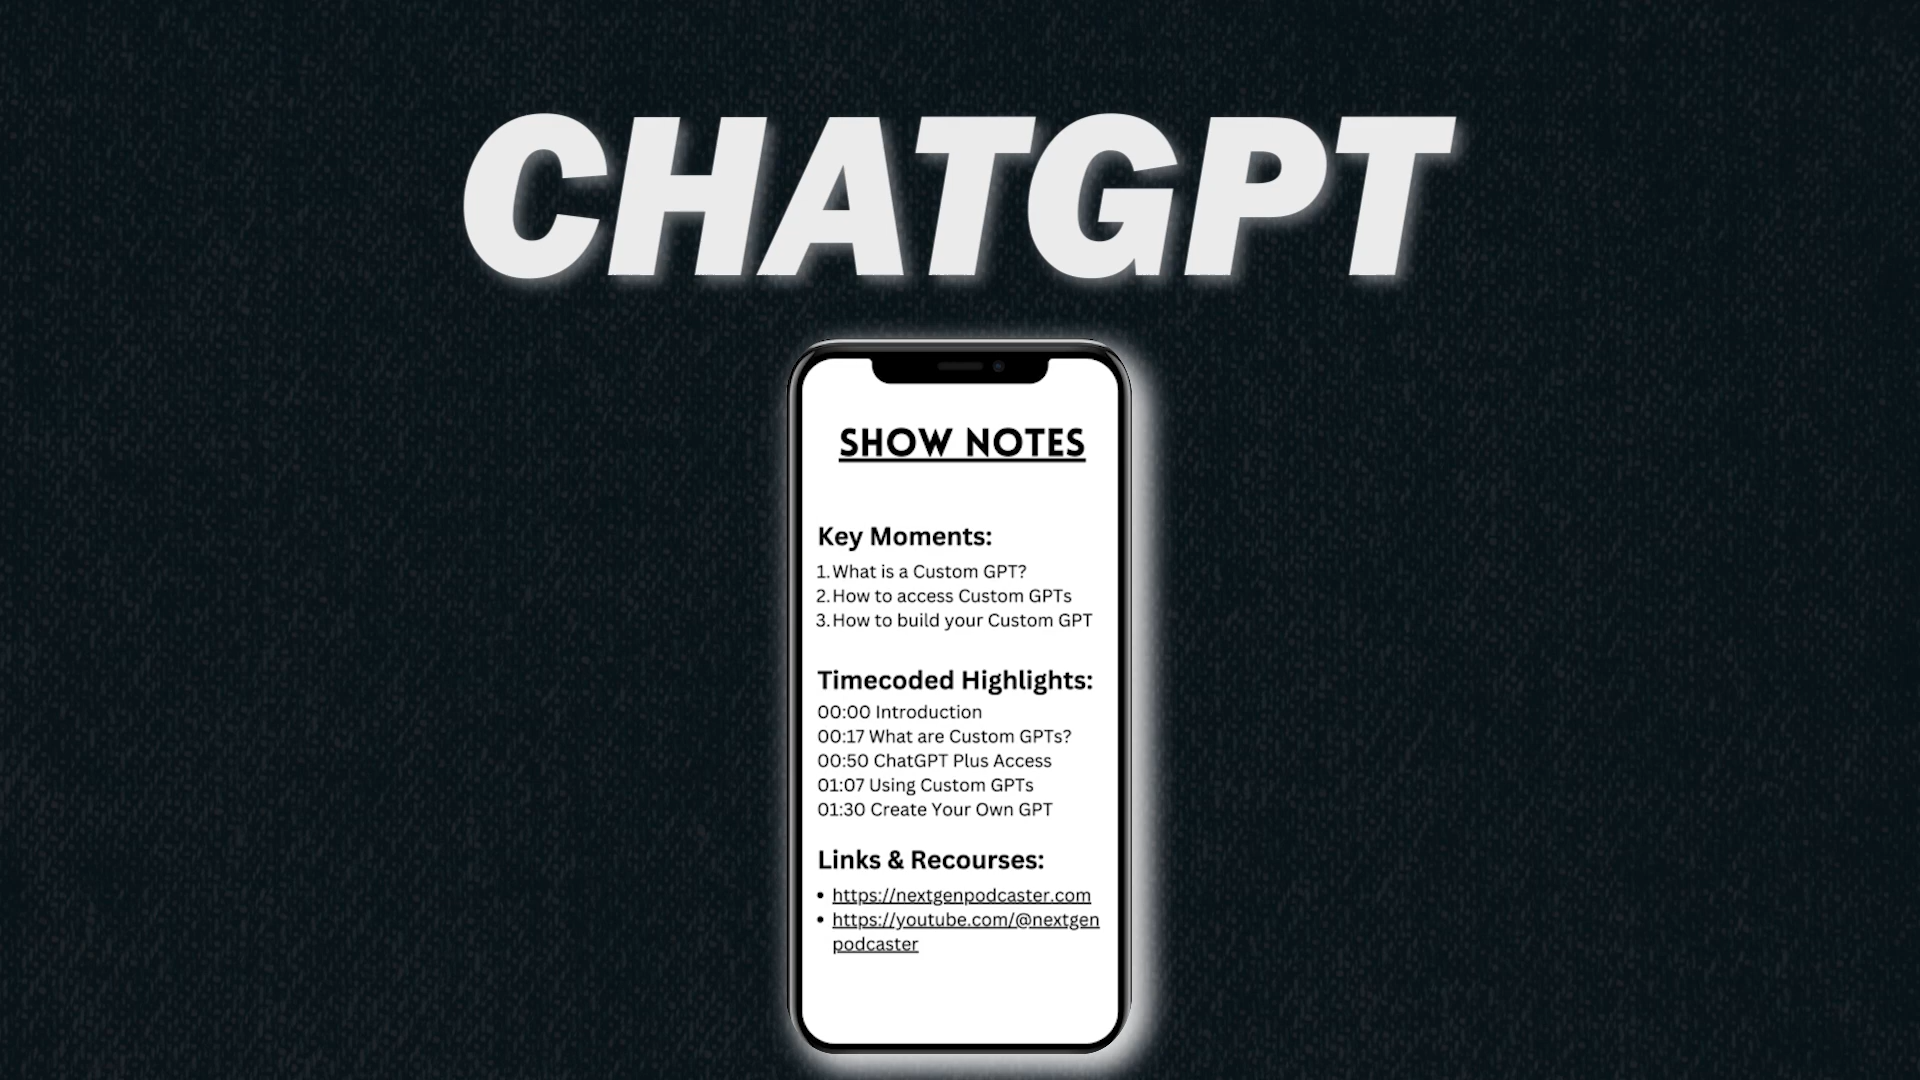 CHATGPT
SHOW NOTES
Key Moments:
1. What is a Custom GPT?
2. How to access Custom GPTs
3. How to build your Custom GPT
Timecoded Highlights:
00:00 Introduction
00:17 What are Custom GPTs?
00:50 ChatGPT Plus Access
01:07 Using Custom GPTs
01:30 Create Your Own GPT
Links & Recourses:
• https://nextgenpodcaster.com
• https://youtube.com/@nextgen
podcaster